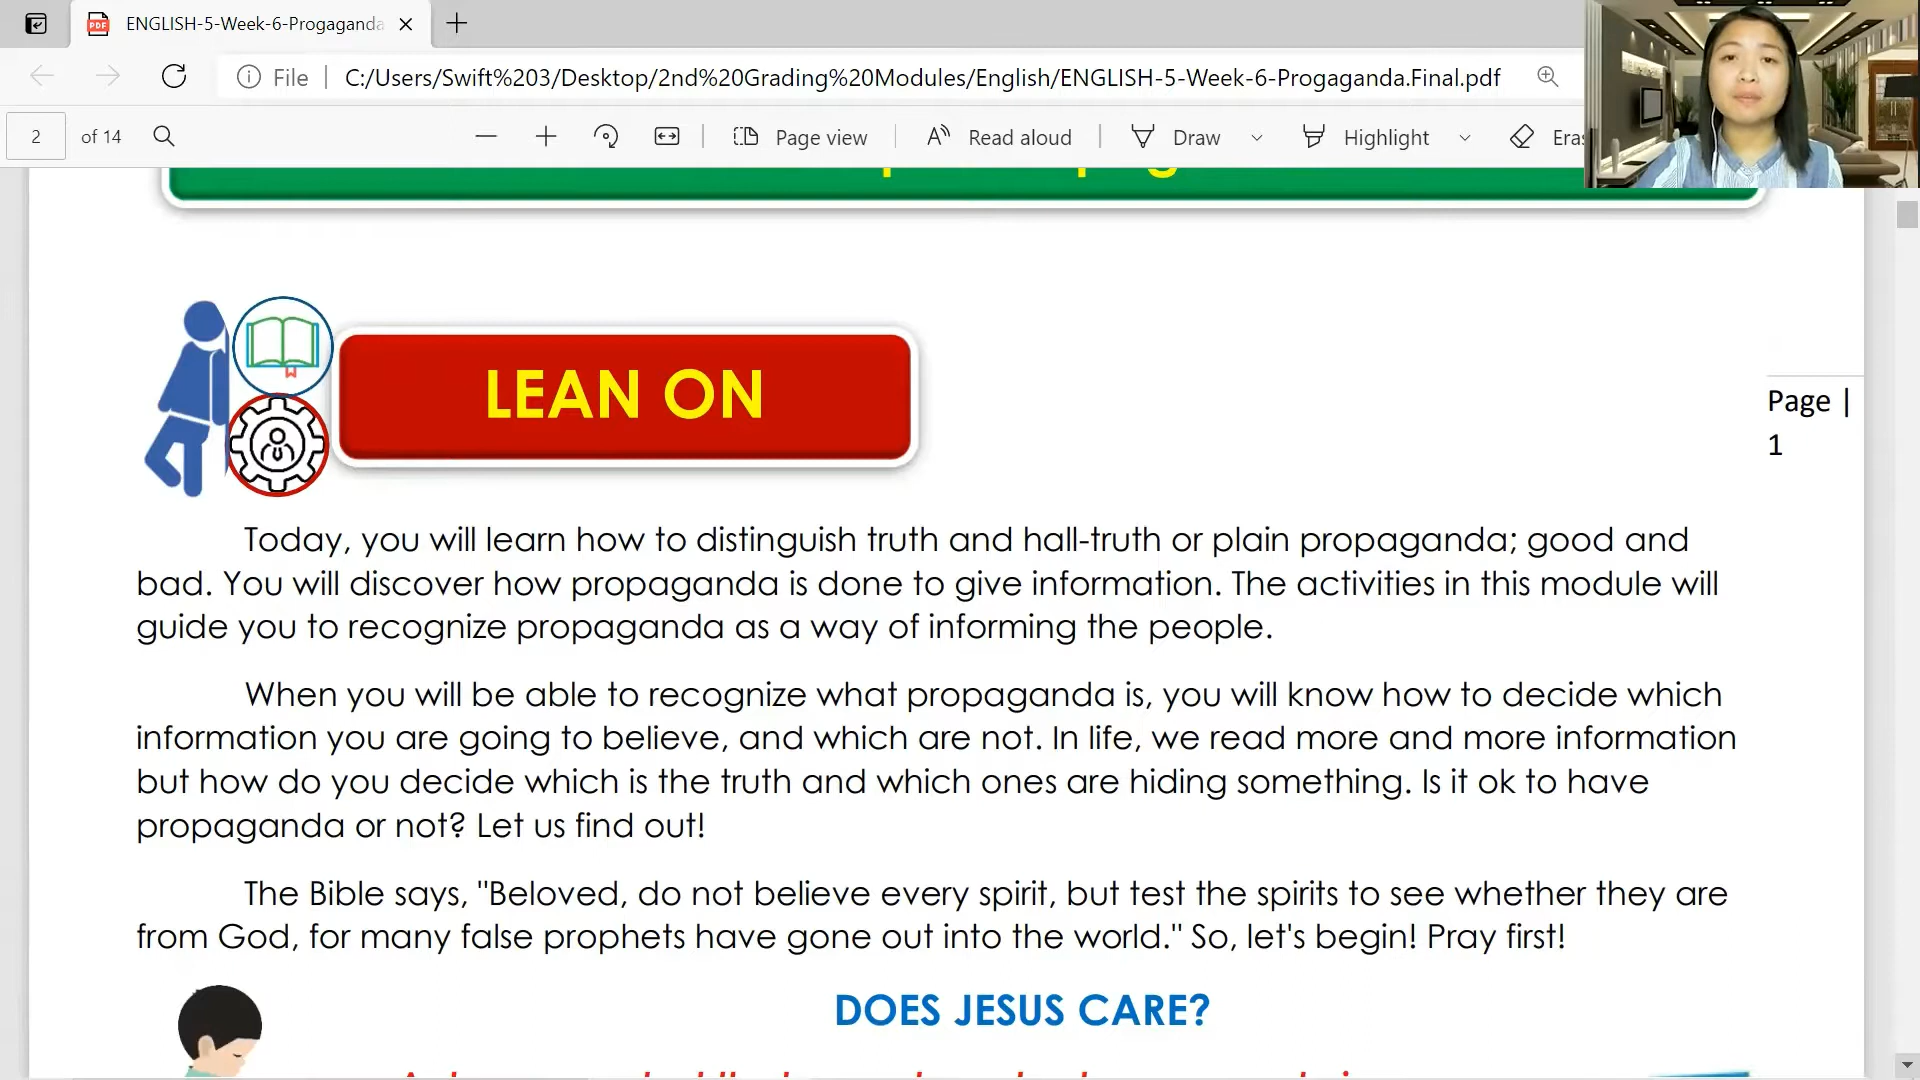 ENGLISH-5-Week-6-Progaganda
File
C:/Users/Swift%203/Desktop/2nd%20Grading%20Modules/English/ENGLISH-5-Week-6-Progaganda.Final.pdf
2 of 14
Page view
Read aloud
Draw
Highlight
Eras
LEAN ON
Page |
1
Today, you will learn how to distinguish truth and hall-truth or plain propaganda; good and
bad. You will discover how propaganda is done to give information. The activities in this module will
guide you to recognize propaganda as a way of informing the people.
When you will be able to recognize what propaganda is, you will know how to decide which
information you are going to believe, and which are not. In life, we read more and more information
but how do you decide which is the truth and which ones are hiding something. Is it ok to have
propaganda or not? Let us find out!
The Bible says, "Beloved, do not believe every spirit, but test the spirits to see whether they are
from God, for many false prophets have gone out into the world." So, let's begin! Pray first!
DOES JESUS CARE?